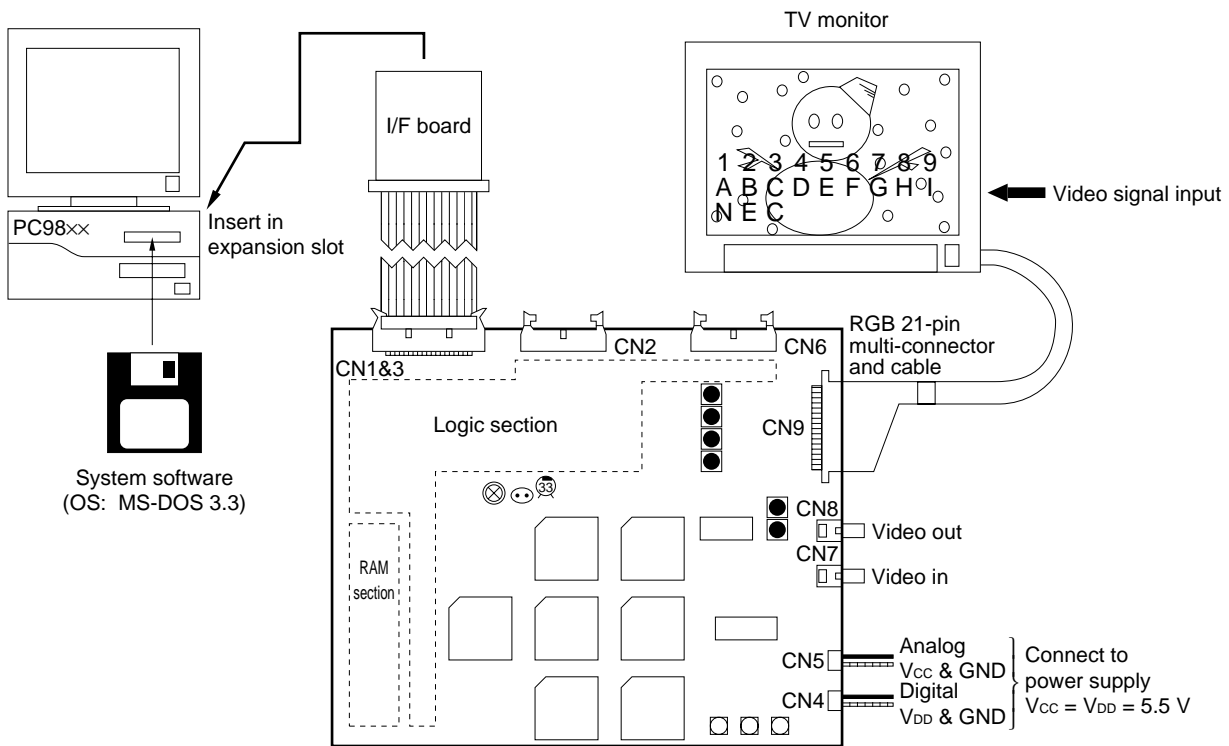 TV monitor
I/F board
1 2 3 4 5 6 7 8 9
A B C D E F G H I
N E C
Video signal input
PC98××
Insert in
expansion slot
RGB 21-pin
multi-connector
and cable
CN1&3
CN2
CN6
Logic section
CN9
System software
(OS: MS-DOS 3.3)
33
CN8
Video out
CN7
Video in
RAM
section
CN5
Analog
VCC & GND
CN4
Digital
VDD & GND
Connect to
power supply
VCC = VDD = 5.5 V